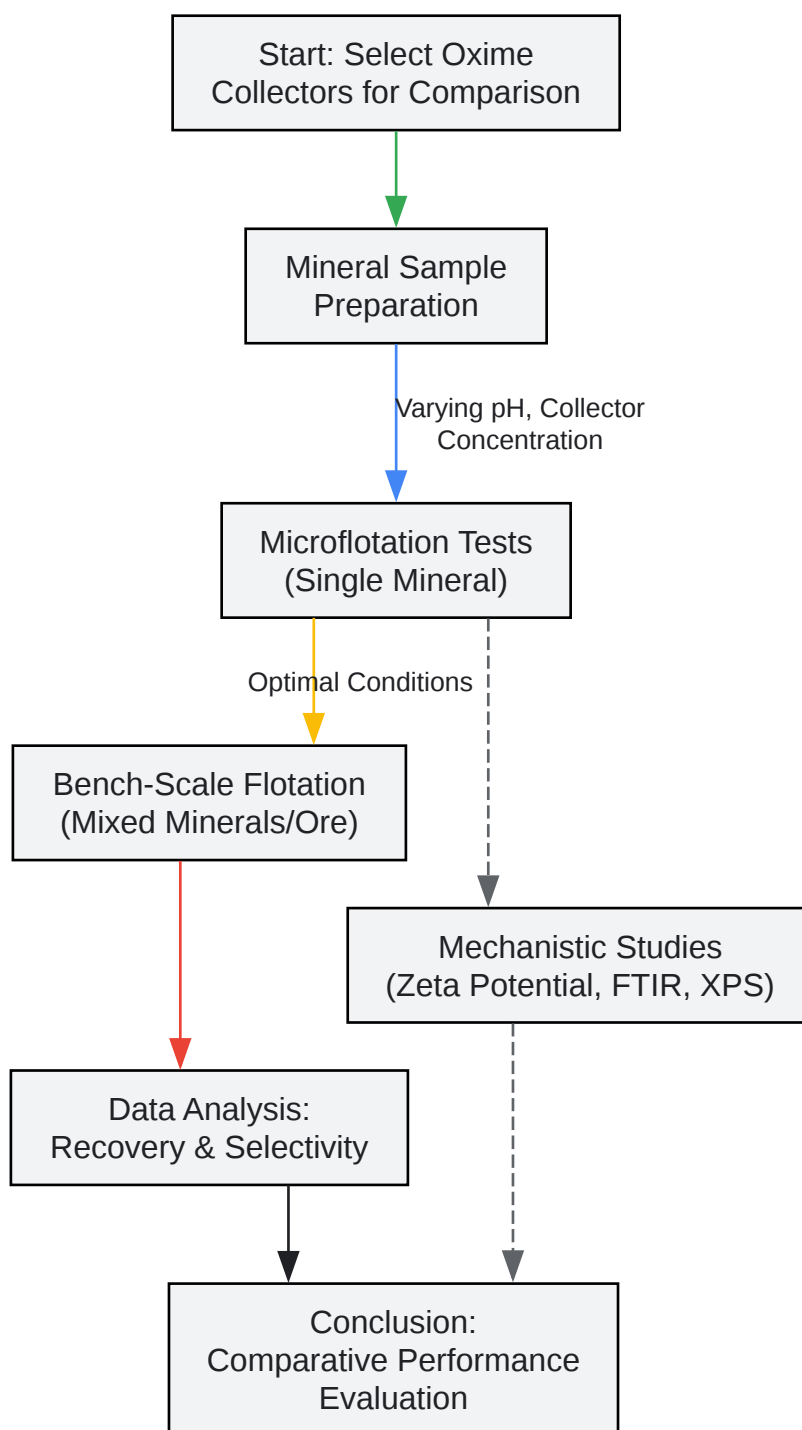 Start: Select Oxime
Collectors for Comparison
Mineral Sample
Preparation
Varying pH, Collector
Concentration
Microflotation Tests
(Single Mineral)
Optimal Conditions
Bench-Scale Flotation
(Mixed Minerals/Ore)
Mechanistic Studies
(Zeta Potential, FTIR, XPS)
Data Analysis:
Recovery & Selectivity
Conclusion:
Comparative Performance
Evaluation